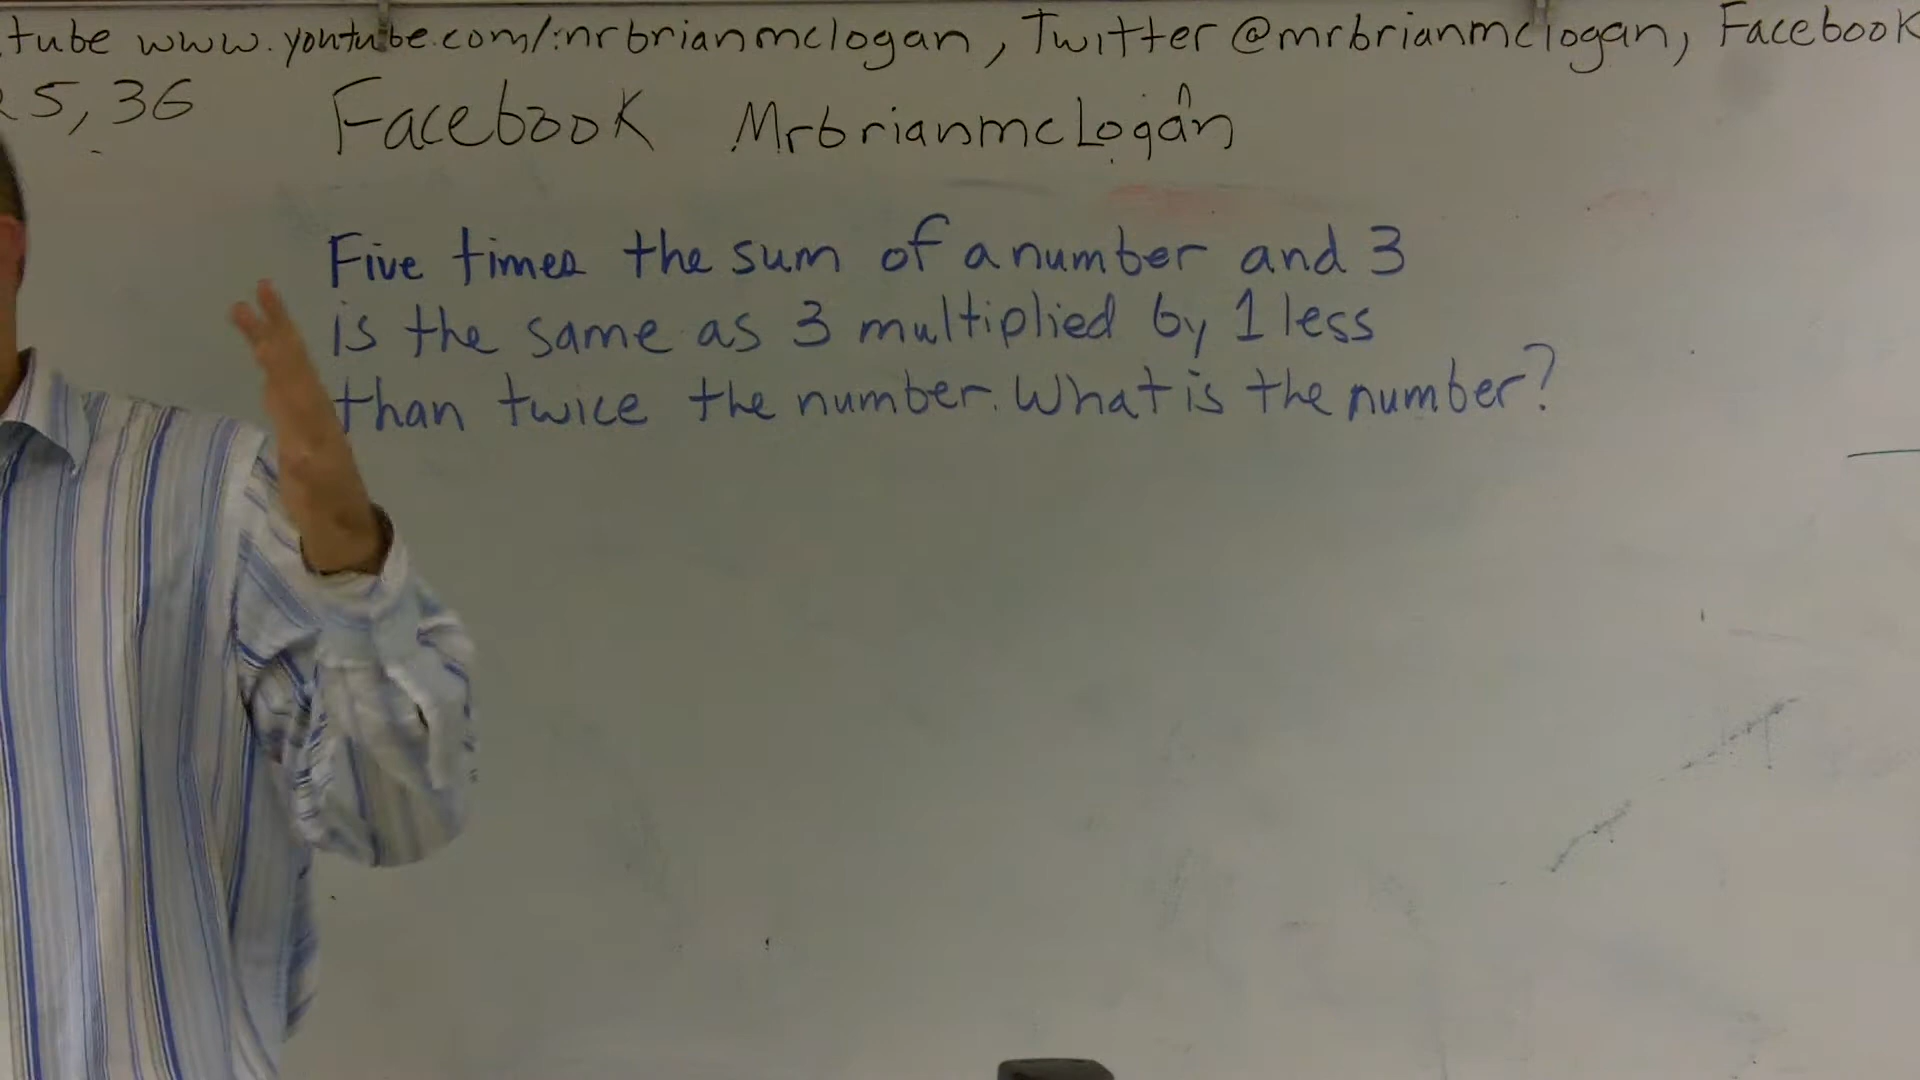 tube www.youtube.com/mrbrianmclogan, Twitter @mrbrianmclogan, Facebook
25, 36
Facebook MrbrianmcLogan
Five times the sum of a number and 3
is the same as 3 multiplied by 1 less
than twice the number. What is the number?